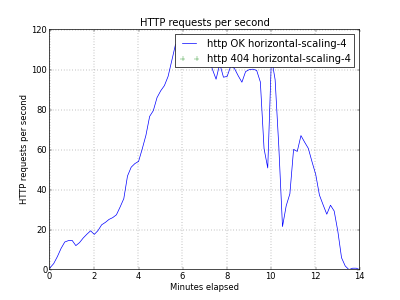 HTTP requests per second
120
100
80
60
40
20
0
HTTP requests per second
http OK horizontal-scaling-4
http 404 horizontal-scaling-4
0 2 4 6 8 10 12 14
Minutes elapsed